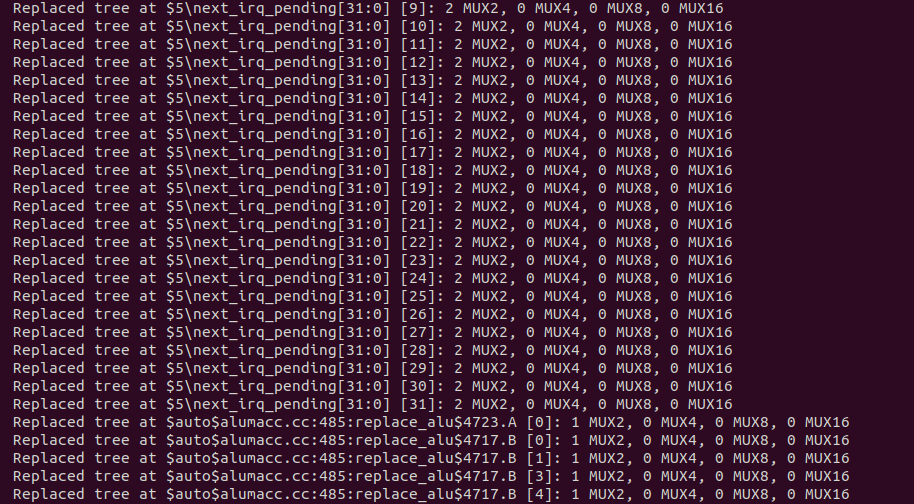 Replaced tree at $5\next_irq_pending[31:0] [9]: 2 MUX2, 0 MUX4, 0 MUX8, 0 MUX16
Replaced tree at $5\next_irq_pending[31:0] [10]: 2 MUX2, 0 MUX4, 0 MUX8, 0 MUX16
Replaced tree at $5\next_irq_pending[31:0] [11]: 2 MUX2, 0 MUX4, 0 MUX8, 0 MUX16
Replaced tree at $5\next_irq_pending[31:0] [12]: 2 MUX2, 0 MUX4, 0 MUX8, 0 MUX16
Replaced tree at $5\next_irq_pending[31:0] [13]: 2 MUX2, 0 MUX4, 0 MUX8, 0 MUX16
Replaced tree at $5\next_irq_pending[31:0] [14]: 2 MUX2, 0 MUX4, 0 MUX8, 0 MUX16
Replaced tree at $5\next_irq_pending[31:0] [15]: 2 MUX2, 0 MUX4, 0 MUX8, 0 MUX16
Replaced tree at $5\next_irq_pending[31:0] [16]: 2 MUX2, 0 MUX4, 0 MUX8, 0 MUX16
Replaced tree at $5\next_irq_pending[31:0] [17]: 2 MUX2, 0 MUX4, 0 MUX8, 0 MUX16
Replaced tree at $5\next_irq_pending[31:0] [18]: 2 MUX2, 0 MUX4, 0 MUX8, 0 MUX16
Replaced tree at $5\next_irq_pending[31:0] [19]: 2 MUX2, 0 MUX4, 0 MUX8, 0 MUX16
Replaced tree at $5\next_irq_pending[31:0] [20]: 2 MUX2, 0 MUX4, 0 MUX8, 0 MUX16
Replaced tree at $5\next_irq_pending[31:0] [21]: 2 MUX2, 0 MUX4, 0 MUX8, 0 MUX16
Replaced tree at $5\next_irq_pending[31:0] [22]: 2 MUX2, 0 MUX4, 0 MUX8, 0 MUX16
Replaced tree at $5\next_irq_pending[31:0] [23]: 2 MUX2, 0 MUX4, 0 MUX8, 0 MUX16
Replaced tree at $5\next_irq_pending[31:0] [24]: 2 MUX2, 0 MUX4, 0 MUX8, 0 MUX16
Replaced tree at $5\next_irq_pending[31:0] [25]: 2 MUX2, 0 MUX4, 0 MUX8, 0 MUX16
Replaced tree at $5\next_irq_pending[31:0] [26]: 2 MUX2, 0 MUX4, 0 MUX8, 0 MUX16
Replaced tree at $5\next_irq_pending[31:0] [27]: 2 MUX2, 0 MUX4, 0 MUX8, 0 MUX16
Replaced tree at $5\next_irq_pending[31:0] [28]: 2 MUX2, 0 MUX4, 0 MUX8, 0 MUX16
Replaced tree at $5\next_irq_pending[31:0] [29]: 2 MUX2, 0 MUX4, 0 MUX8, 0 MUX16
Replaced tree at $5\next_irq_pending[31:0] [30]: 2 MUX2, 0 MUX4, 0 MUX8, 0 MUX16
Replaced tree at $5\next_irq_pending[31:0] [31]: 2 MUX2, 0 MUX4, 0 MUX8, 0 MUX16
Replaced tree at $auto$alumacc.cc:485:replace_alu$4723.A [0]: 1 MUX2, 0 MUX4, 0 MUX8, 0 MUX16
Replaced tree at $auto$alumacc.cc:485:replace_alu$4717.B [0]: 1 MUX2, 0 MUX4, 0 MUX8, 0 MUX16
Replaced tree at $auto$alumacc.cc:485:replace_alu$4717.B [1]: 1 MUX2, 0 MUX4, 0 MUX8, 0 MUX16
Replaced tree at $auto$alumacc.cc:485:replace_alu$4717.B [3]: 1 MUX2, 0 MUX4, 0 MUX8, 0 MUX16
Replaced tree at $auto$alumacc.cc:485:replace_alu$4717.B [4]: 1 MUX2, 0 MUX4, 0 MUX8, 0 MUX16